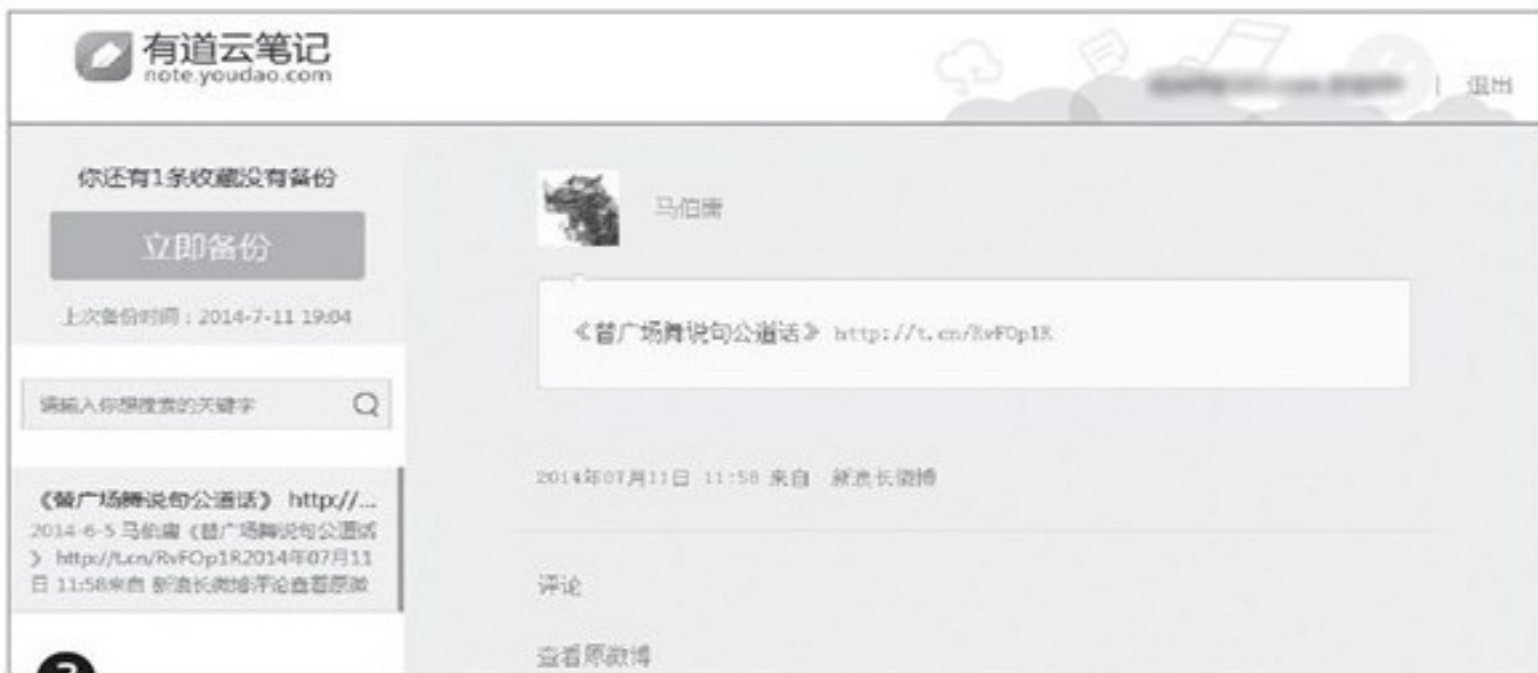 有道云笔记
note.youdao.com
| 退出
你还有1条收藏没有备份
立即备份
上次备份时间：2014-7-11 19:04
请输入你想搜索的关键字
《替广场舞说句公道话》 http://...
2014-6-5 马伯庸《替广场舞说句公道话
》 http://t.cn/RvFOp1R2014年07月11
日 11:58来自 新浪长微博评论查看原微
马伯庸
《替广场舞说句公道话》 http://t.cn/RvFOp1R
2014年07月11日 11:58 来自 新浪长微博
评论
查看原微博